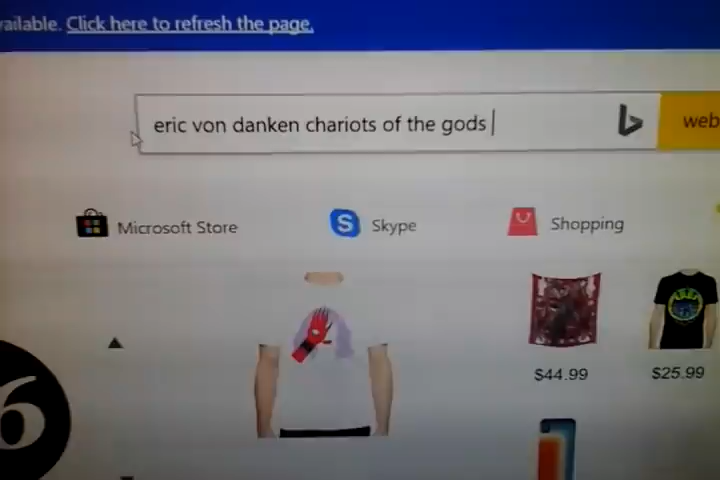 vailable. Click here to refresh the page.
eric von danken chariots of the gods
web
Microsoft Store
Skype
Shopping
$44.99
$25.99
6